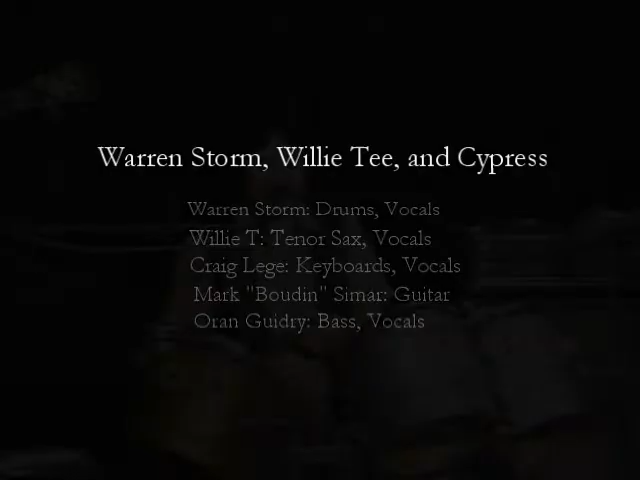 Warren Storm, Willie Tee, and Cypress
Warren Storm: Drums, Vocals
Willie T: Tenor Sax, Vocals
Craig Lege: Keyboards, Vocals
Mark "Boudin" Simar: Guitar
Oran Guidry: Bass, Vocals